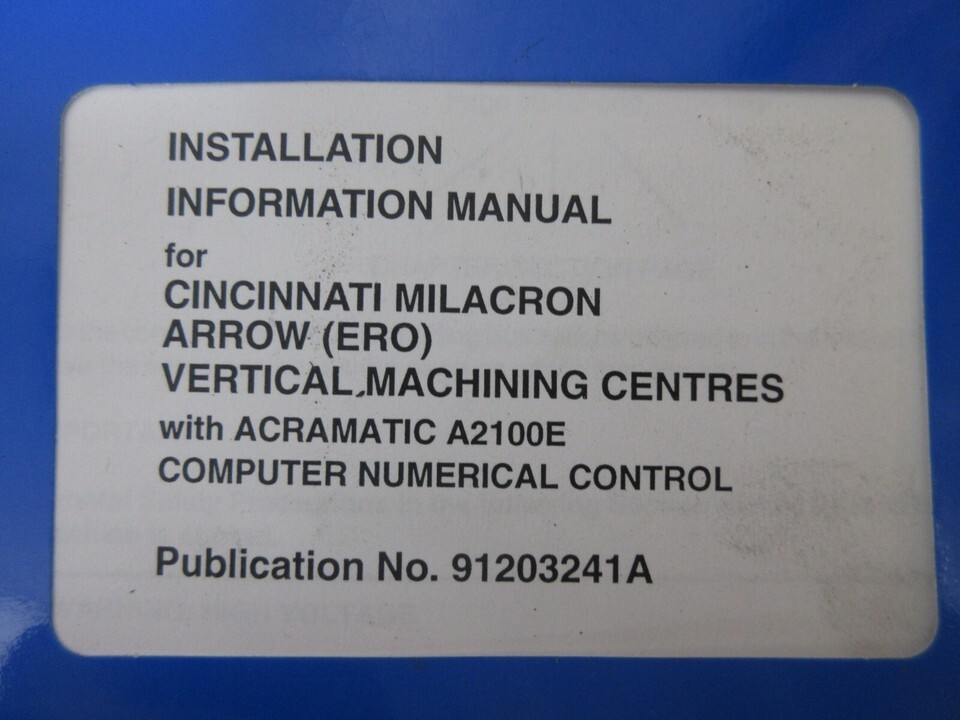 INSTALLATION
INFORMATION MANUAL
for
CINCINNATI MILACRON
ARROW (ERO)
VERTICAL MACHINING CENTRES
with ACRAMATIC A2100E
COMPUTER NUMERICAL CONTROL
Publication No. 91203241A